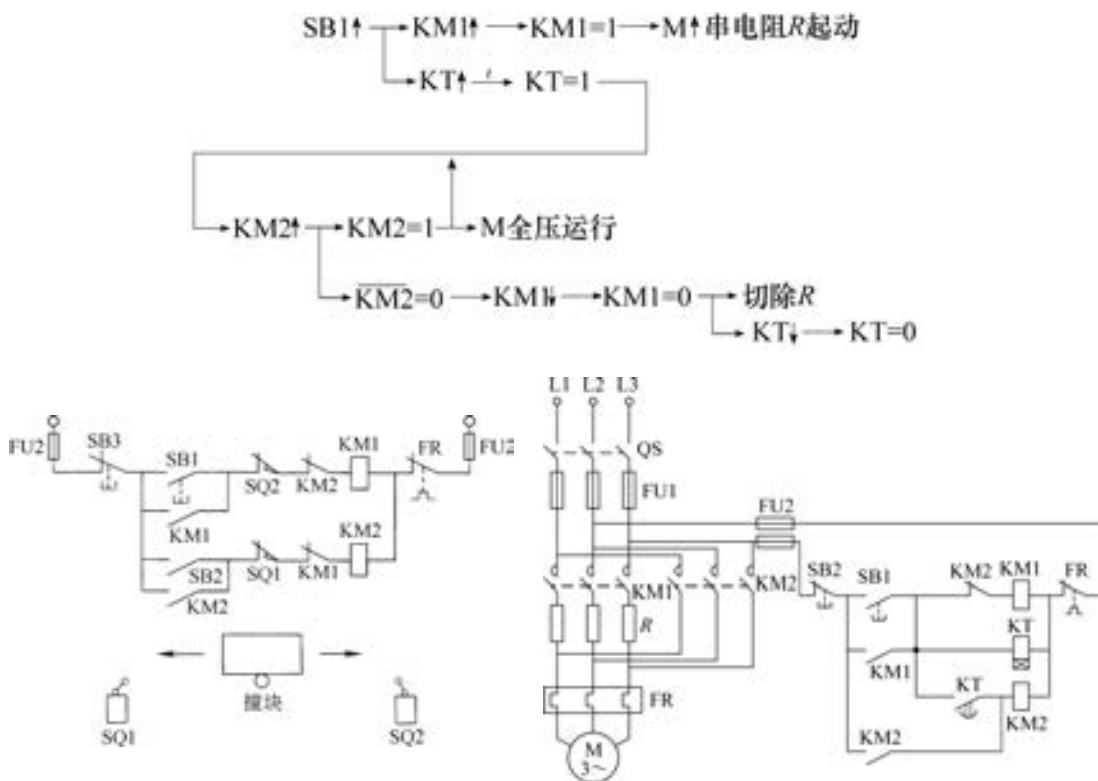 SB1↑ → KM1↑ → KM1=1 → M↑ 串电阻R起动
KT↑ t→ KT=1
KM2↑ → KM2=1 → M全压运行
K̅M̅2̅=0 → KM1↓ → KM1=0 → 切除R
KT↓ → KT=0
FU2
SB3
SB1
SQ2
KM2
KM1
FR
FU2
KM1
KM2
SB2
SQ1
KM1
KM2
撞块
SQ1
SQ2
L1 L2 L3
QS
FU1
FU2
KM1
KM2
SB2
SB1
KM2
KM1
FR
R
KT
KM1
KT
KM2
FR
KM2
M
3～